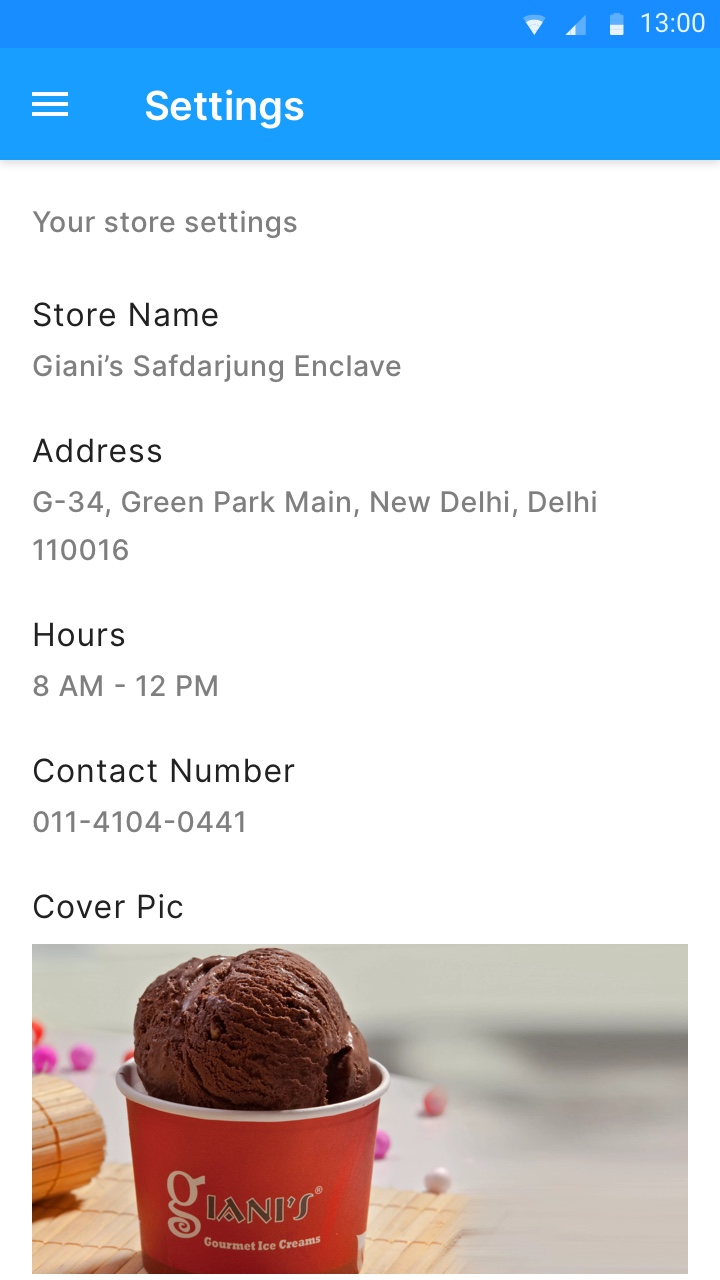 13:00
Settings
Your store settings
Store Name
Giani’s Safdarjung Enclave
Address
G-34, Green Park Main, New Delhi, Delhi
110016
Hours
8 AM - 12 PM
Contact Number
011-4104-0441
Cover Pic
gIANI’S®
Gourmet Ice Creams